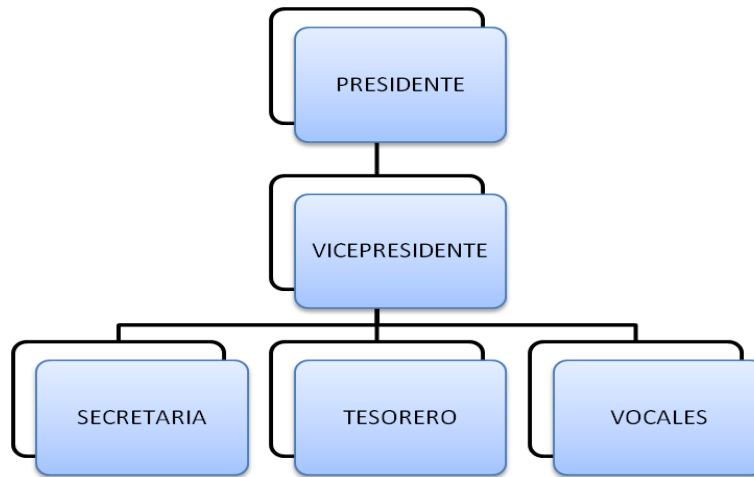 PRESIDENTE
VICEPRESIDENTE
SECRETARIA
TESORERO
VOCALES